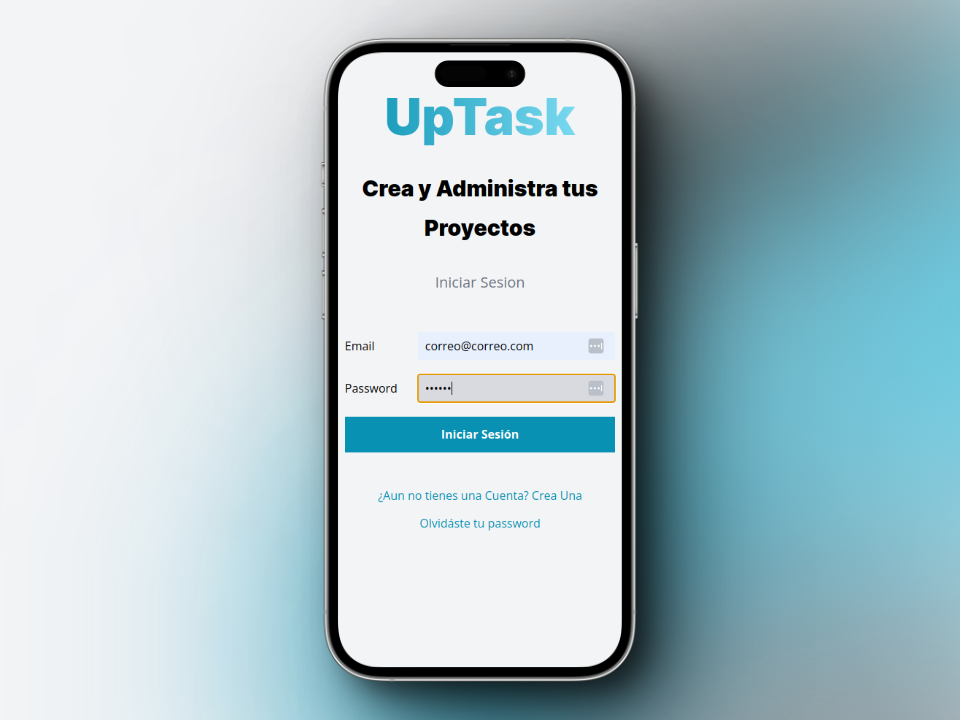 UpTask
Crea y Administra tus
Proyectos
Iniciar Sesion
Email
correo@correo.com
Password
••••••
Iniciar Sesión
¿Aun no tienes una Cuenta? Crea Una
Olvidáste tu password